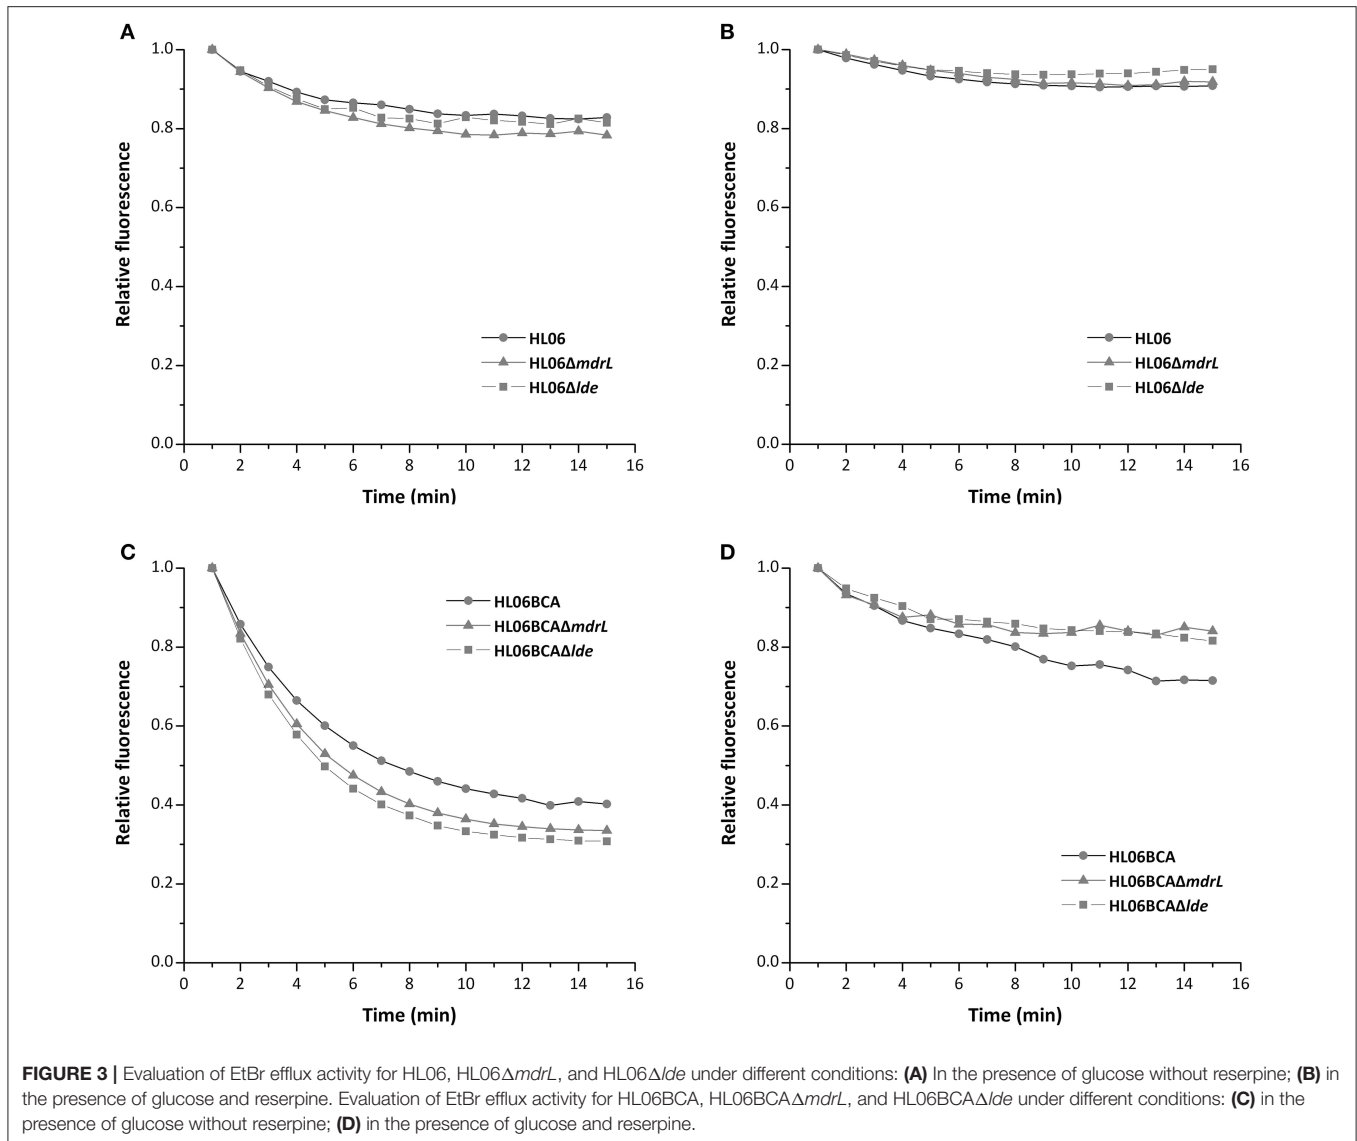 A
1.0
0.8
0.6
0.4
0.2
0.0
Relative fluorescence
HL06
HL06ΔmdrL
HL06Δlde
0 2 4 6 8 10 12 14 16
Time (min)
B
1.0
0.8
0.6
0.4
0.2
0.0
Relative fluorescence
HL06
HL06ΔmdrL
HL06Δlde
0 2 4 6 8 10 12 14 16
Time (min)
C
1.0
0.8
0.6
0.4
0.2
0.0
Relative fluorescence
HL06BCA
HL06BCAΔmdrL
HL06BCAΔlde
0 2 4 6 8 10 12 14 16
Time (min)
D
1.0
0.8
0.6
0.4
0.2
0.0
Relative fluorescence
HL06BCA
HL06BCAΔmdrL
HL06BCAΔlde
0 2 4 6 8 10 12 14 16
Time (min)
FIGURE 3 | Evaluation of EtBr efflux activity for HL06, HL06ΔmdrL, and HL06Δlde under different conditions: (A) In the presence of glucose without reserpine; (B) in
the presence of glucose and reserpine. Evaluation of EtBr efflux activity for HL06BCA, HL06BCAΔmdrL, and HL06BCAΔlde under different conditions: (C) in the
presence of glucose without reserpine; (D) in the presence of glucose and reserpine.